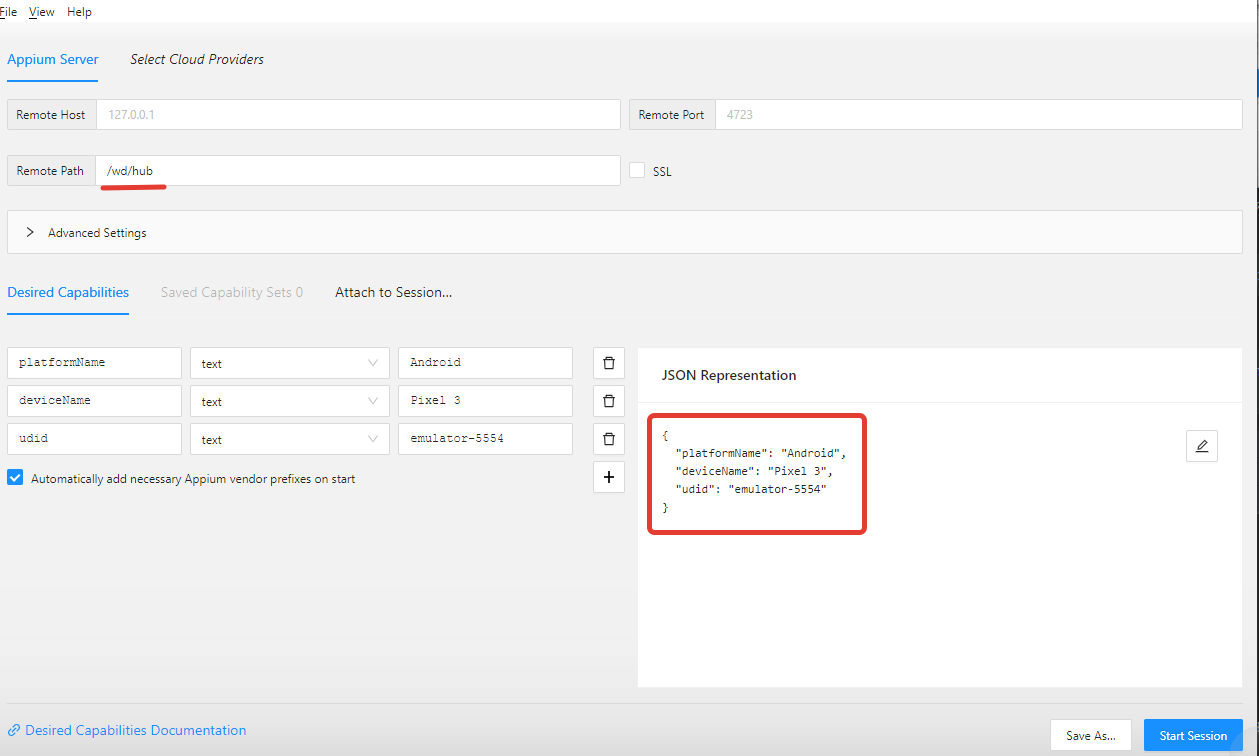 File View Help
Appium Server Select Cloud Providers
Remote Host 127.0.0.1 Remote Port 4723
Remote Path /wd/hub SSL
Advanced Settings
Desired Capabilities Saved Capability Sets 0 Attach to Session...
platformName text Android
deviceName text Pixel 3
udid text emulator-5554
Automatically add necessary Appium vendor prefixes on start
JSON Representation
{
"platformName": "Android",
"deviceName": "Pixel 3",
"udid": "emulator-5554"
}
Desired Capabilities Documentation
Save As... Start Session